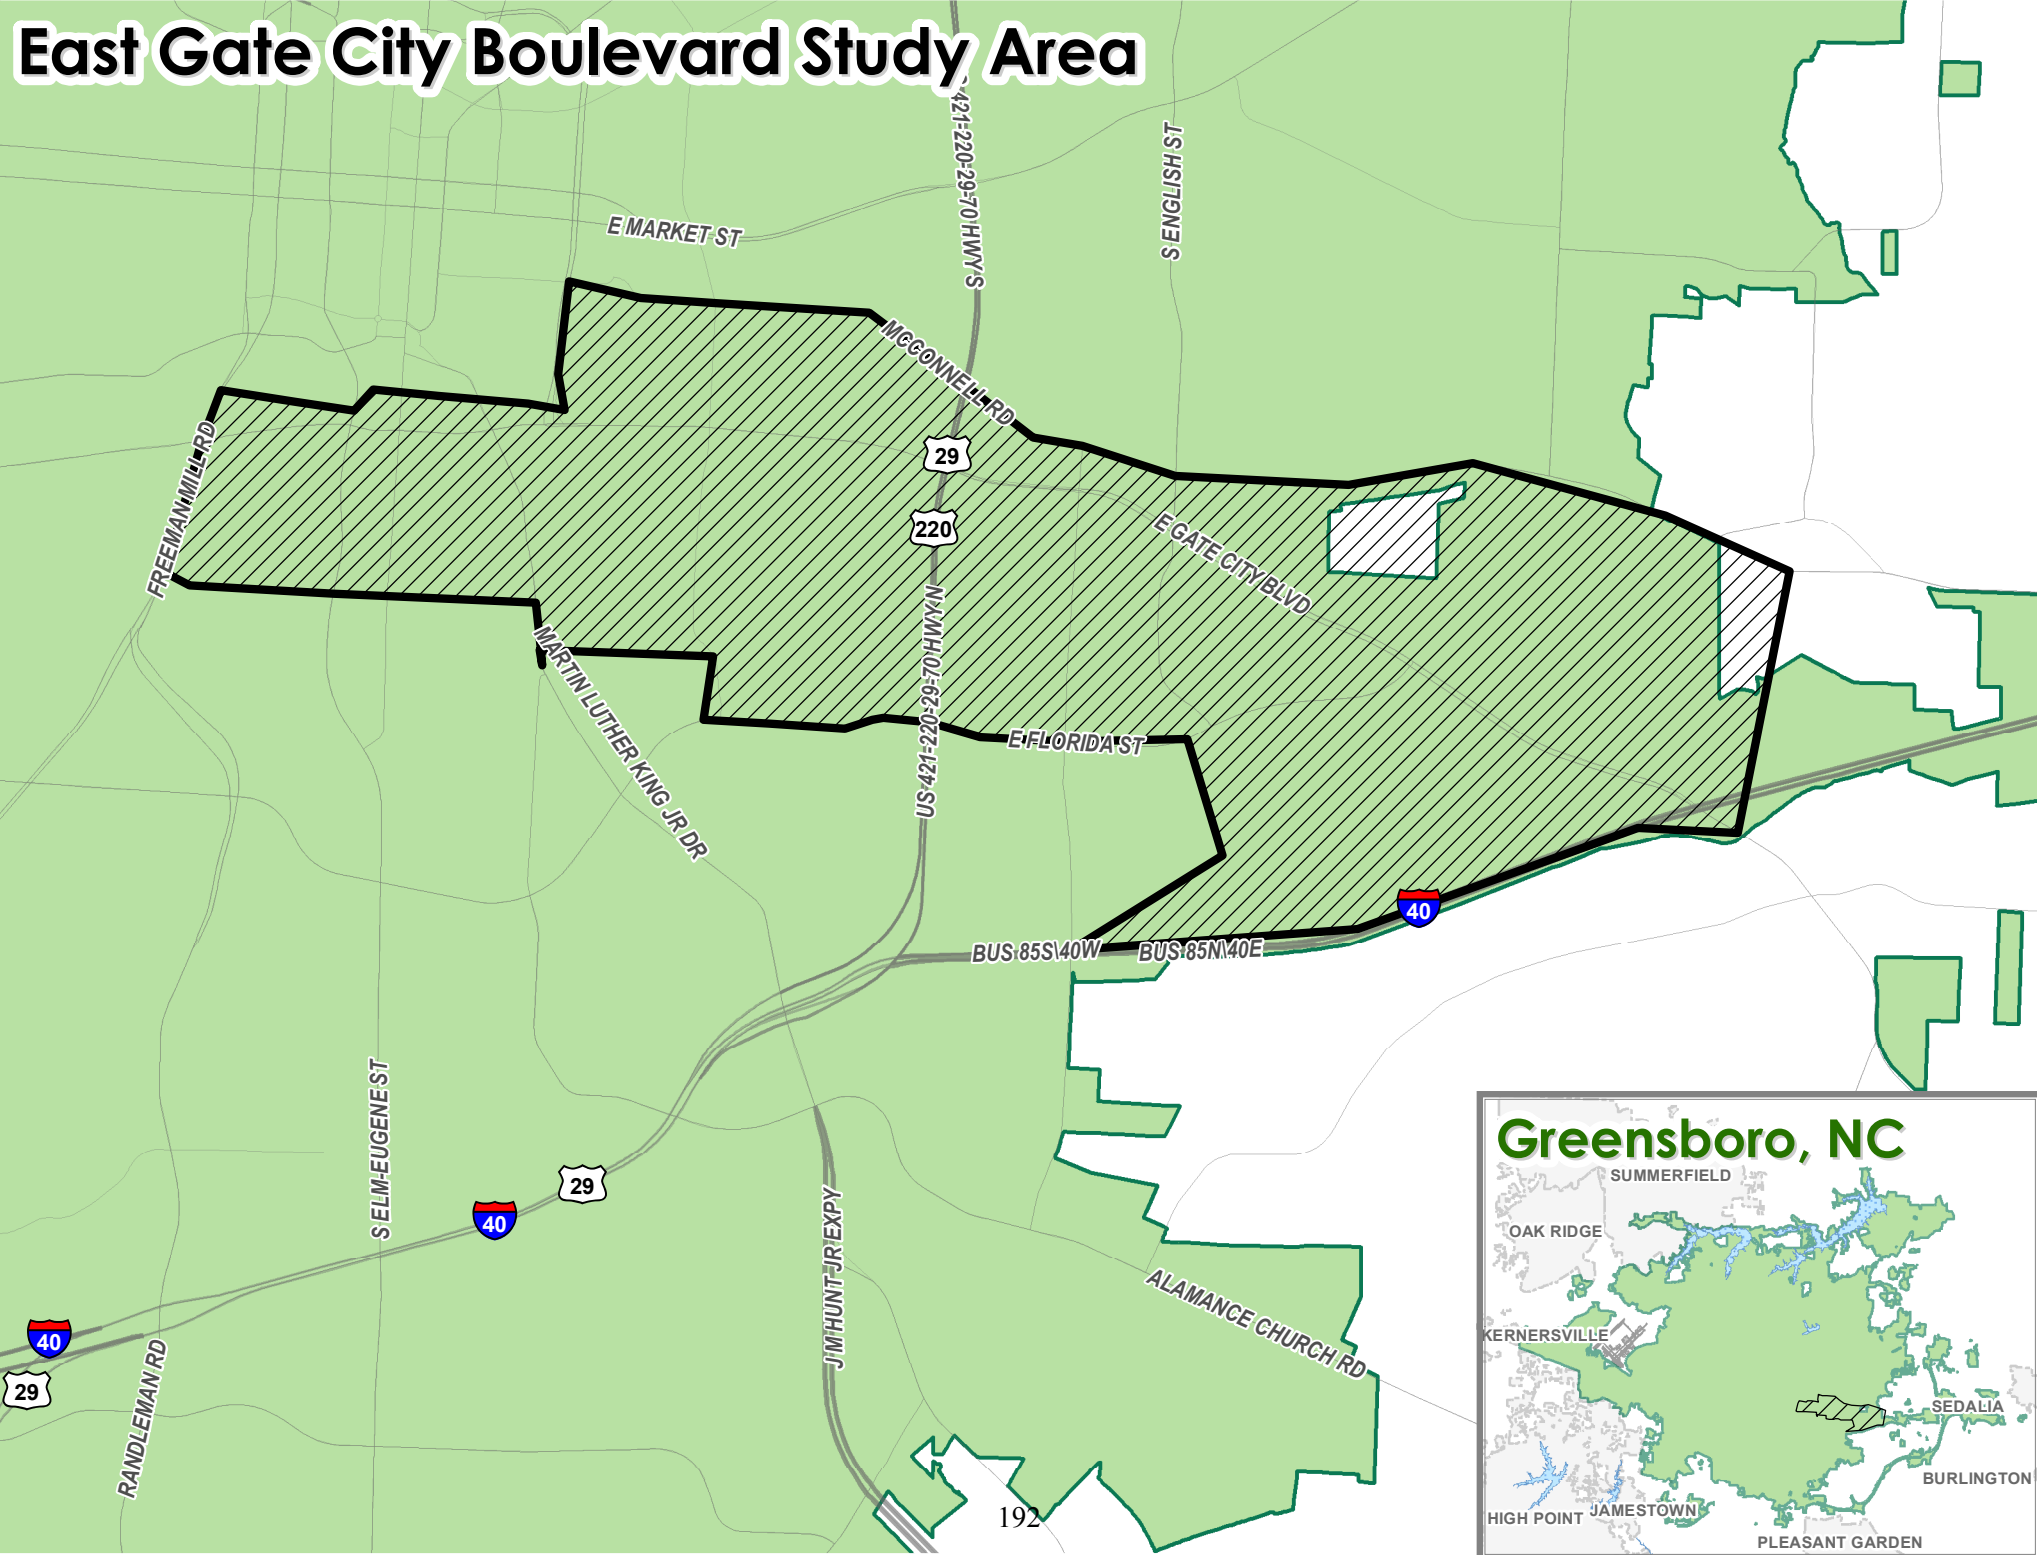 East Gate City Boulevard Study Area
421-220-29-70 HWY S
S ENGLISH ST
E MARKET ST
MCCONNELL RD
FREEMAN MILL RD
29
220
E GATE CITY BLVD
US 421-220-29-70 HWY N
MARTIN LUTHER KING JR DR
E FLORIDA ST
40
BUS 85S\40W
BUS 85N\40E
S ELM-EUGENE ST
29
40
J M HUNT JR EXPY
ALAMANCE CHURCH RD
40
29
RANDLEMAN RD
192
Greensboro, NC
SUMMERFIELD
OAK RIDGE
KERNERSVILLE
SEDALIA
BURLINGTON
HIGH POINT
JAMESTOWN
PLEASANT GARDEN